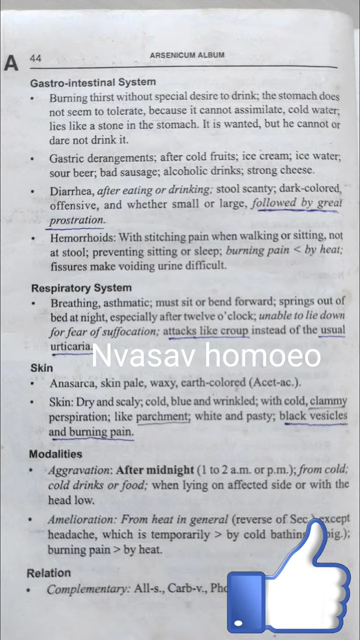 A
44 ARSENICUM ALBUM
Gastro-intestinal System
• Burning thirst without special desire to drink; the stomach does
not seem to tolerate, because it cannot assimilate, cold water;
lies like a stone in the stomach. It is wanted, but he cannot or
dare not drink it.
• Gastric derangements; after cold fruits; ice cream; ice water;
sour beer; bad sausage; alcoholic drinks; strong cheese.
• Diarrhea, after eating or drinking; stool scanty; dark-colored,
offensive, and whether small or large, followed by great
prostration.
• Hemorrhoids: With stitching pain when walking or sitting, not
at stool; preventing sitting or sleep; burning pain < by heat;
fissures make voiding urine difficult.
Respiratory System
• Breathing, asthmatic; must sit or bend forward; springs out of
bed at night, especially after twelve o'clock; unable to lie down
for fear of suffocation; attacks like croup instead of the usual
urticaria.
Nvasav homoeo
Skin
• Anasarca, skin pale, waxy, earth-colored (Acet-ac.).
• Skin: Dry and scaly; cold, blue and wrinkled; with cold, clammy
perspiration; like parchment; white and pasty; black vesicles
and burning pain.
Modalities
• Aggravation: After midnight (1 to 2 a.m. or p.m.); from cold;
cold drinks or food; when lying on affected side or with the
head low.
• Amelioration: From heat in general (reverse of Sec.) except
headache, which is temporarily > by cold bathing
burning pain > by heat.
Relation
• Complementary: All-s., Carb-v.,